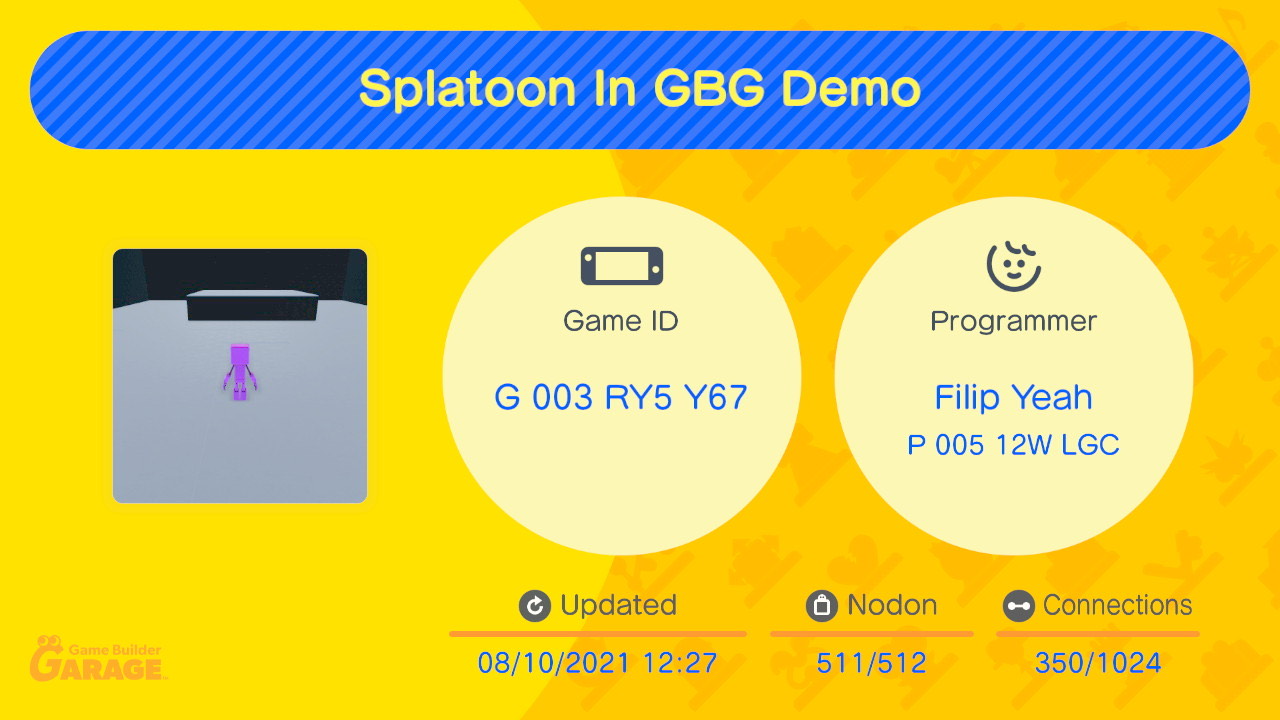 Splatoon In GBG Demo
Game ID
G 003 RY5 Y67
Programmer
Filip Yeah
P 005 12W LGC
Updated
08/10/2021 12:27
Nodon
511/512
Connections
350/1024
Game Builder
GARAGE